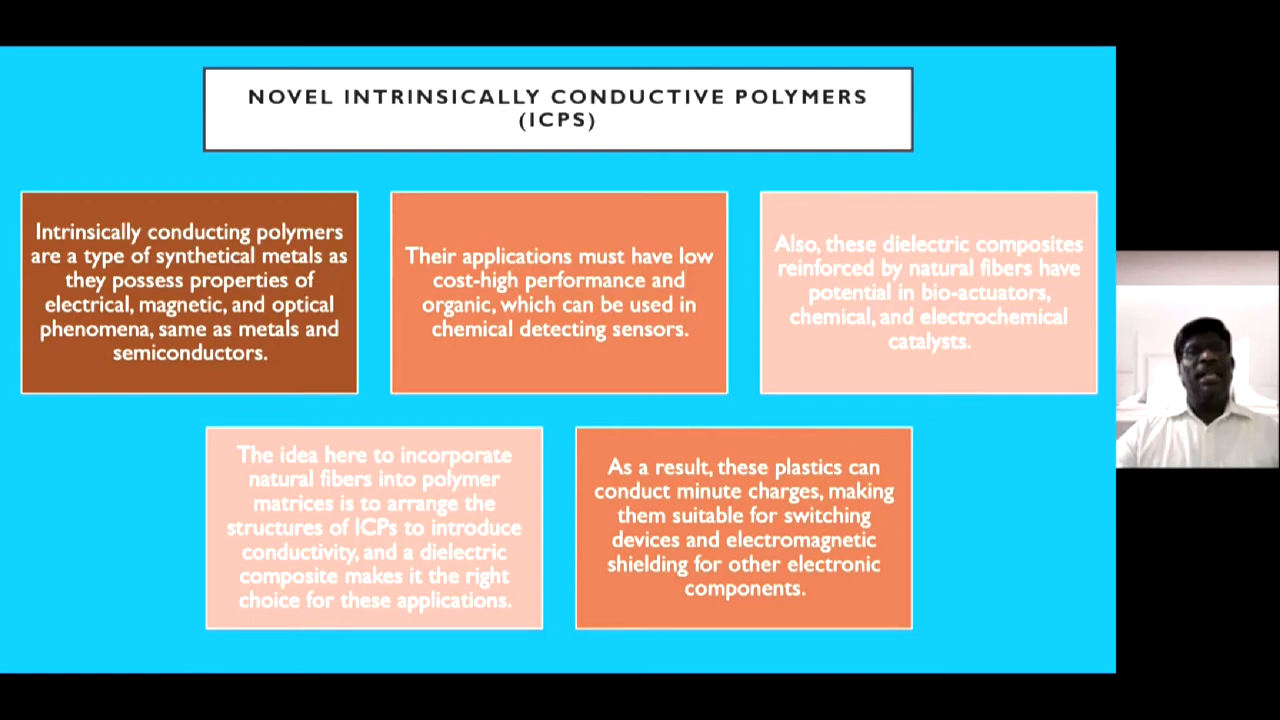 NOVEL INTRINSICALLY CONDUCTIVE POLYMERS
(ICPS)
Intrinsically conducting polymers
are a type of synthetical metals as
they possess properties of
electrical, magnetic, and optical
phenomena, same as metals and
semiconductors.
Their applications must have low
cost-high performance and
organic, which can be used in
chemical detecting sensors.
Also, these dielectric composites
reinforced by natural fibers have
potential in bio-actuators,
chemical, and electrochemical
catalysts.
The idea here to incorporate
natural fibers into polymer
matrices is to arrange the
structures of ICPs to introduce
conductivity, and a dielectric
composite makes it the right
choice for these applications.
As a result, these plastics can
conduct minute charges, making
them suitable for switching
devices and electromagnetic
shielding for other electronic
components.